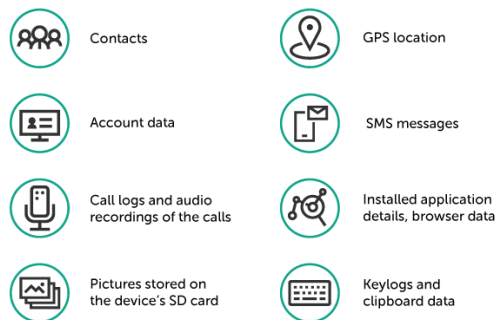 Contacts
GPS location
Account data
SMS messages
Call logs and audio
recordings of the calls
Installed application
details, browser data
Pictures stored on
the device's SD card
Keylogs and
clipboard data